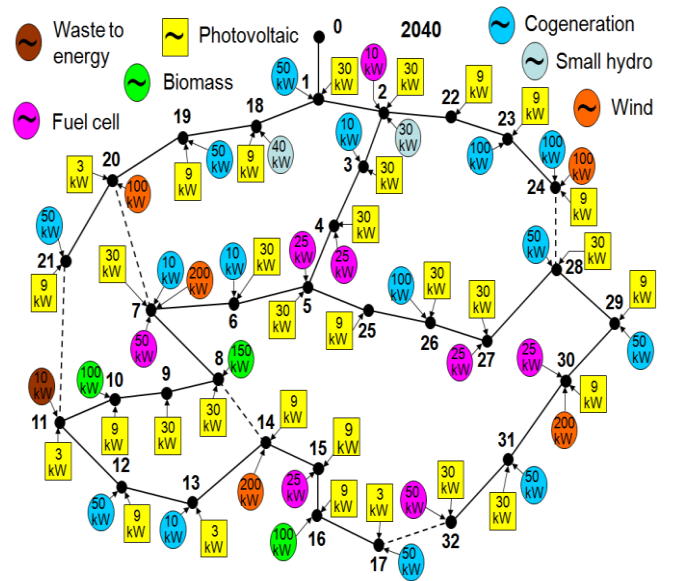 0
2040
Waste to
energy
~
Photovoltaic
~
Biomass
~
Fuel cell
~
Cogeneration
~
Small hydro
~
Wind
~
50
kW
30
kW
1
10
kW
30
kW
2
30
kW
22
9
kW
23
9
kW
100
kW
100
kW
100
kW
24
9
kW
19
9
kW
50
kW
18
9
kW
40
kW
20
3
kW
100
kW
10
kW
3
30
kW
4
30
kW
25
kW
50
kW
21
9
kW
30
kW
10
kW
200
kW
7
50
kW
10
kW
30
kW
6
25
kW
5
30
kW
9
kW
25
100
kW
30
kW
26
30
kW
27
25
kW
50
kW
30
kW
28
9
kW
29
50
kW
25
kW
30
9
kW
200
kW
8
150
kW
30
kW
9
30
kW
100
kW
10
9
kW
10
kW
11
3
kW
12
50
kW
9
kW
13
10
kW
3
kW
14
9
kW
200
kW
15
9
kW
25
kW
9
kW
100
kW
16
3
kW
17
50
kW
50
kW
30
kW
32
31
50
kW
30
kW